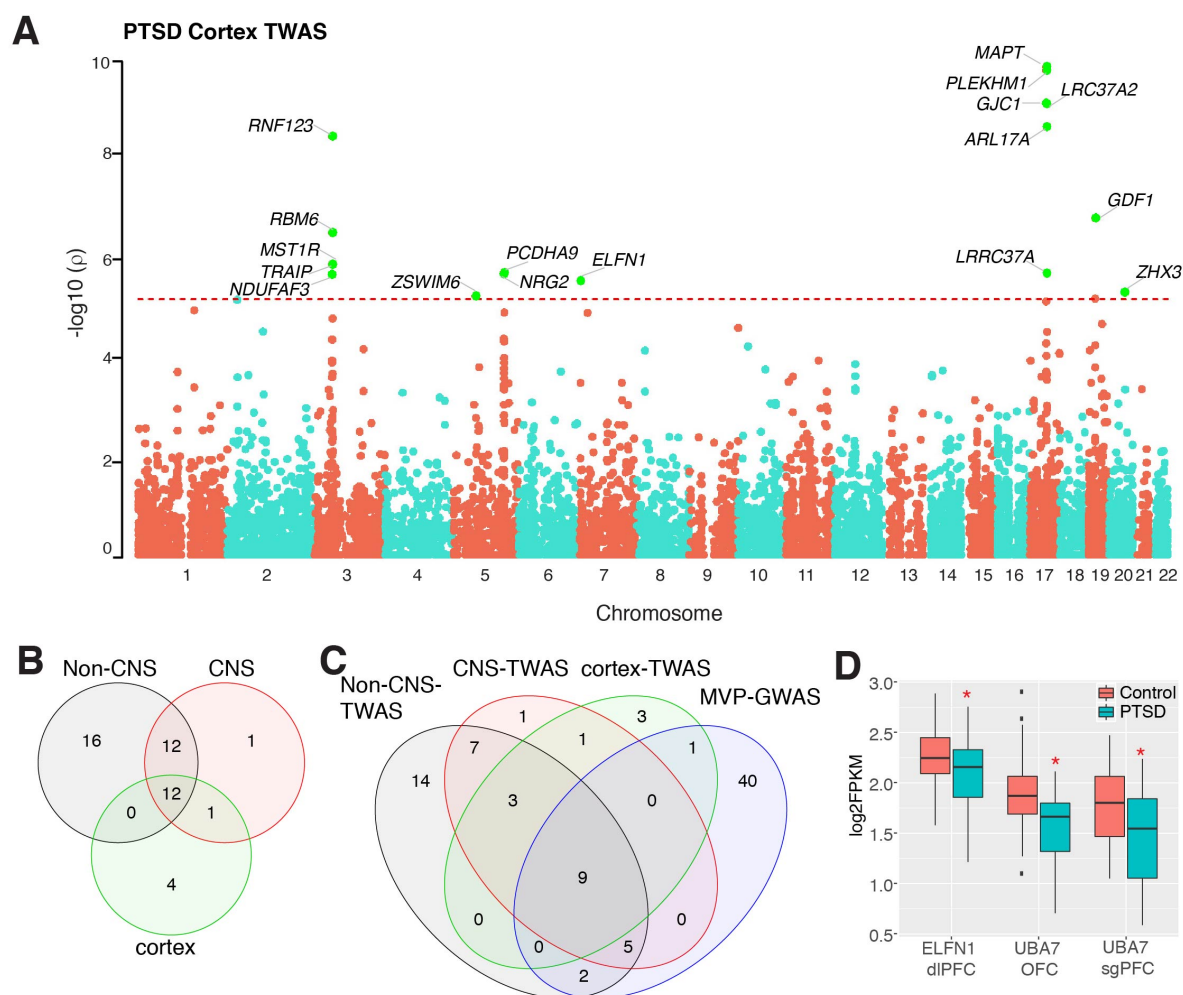 A
PTSD Cortex TWAS
-log10 (ρ)
10
8
6
4
2
0
RNF123
RBM6
MST1R
TRAIP
NDUFAF3
ZSWIM6
PCDHA9
NRG2
ELFN1
MAPT
PLEKHM1
GJC1
LRC37A2
ARL17A
LRRC37A
GDF1
ZHX3
1 2 3 4 5 6 7 8 9 10 11 12 13 14 15 16 17 18 19 20 21 22
Chromosome
B
Non-CNS CNS
16 12 1
12
0 1
4
cortex
C
CNS-TWAS cortex-TWAS
Non-CNS-
TWAS
MVP-GWAS
1 3
7 1 1
14 40
3 0
9
0 0
0 5
2
D
Control
PTSD
log2FPKM
3.0
2.5
2.0
1.5
1.0
0.5
* * *
ELFN1
dlPFC
UBA7
OFC
UBA7
sgPFC